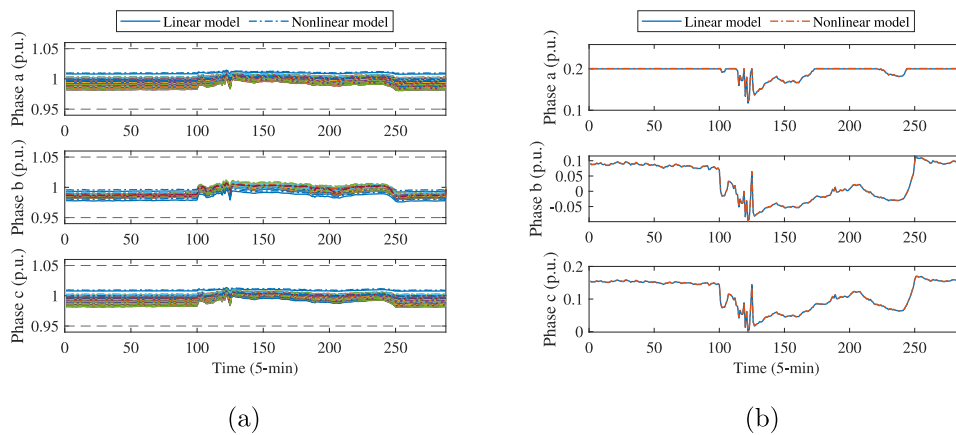 Linear model Nonlinear model
1.05
1
0.95
Phase a (p.u.)
0 50 100 150 200 250
1.05
1
0.95
Phase b (p.u.)
0 50 100 150 200 250
1.05
1
0.95
Phase c (p.u.)
0 50 100 150 200 250
Time (5-min)
(a)
Linear model Nonlinear model
0.2
0.1
Phase a (p.u.)
0 50 100 150 200 250
0.1
0.05
0
-0.05
Phase b (p.u.)
0 50 100 150 200 250
0.2
0.1
0
Phase c (p.u.)
0 50 100 150 200 250
Time (5-min)
(b)